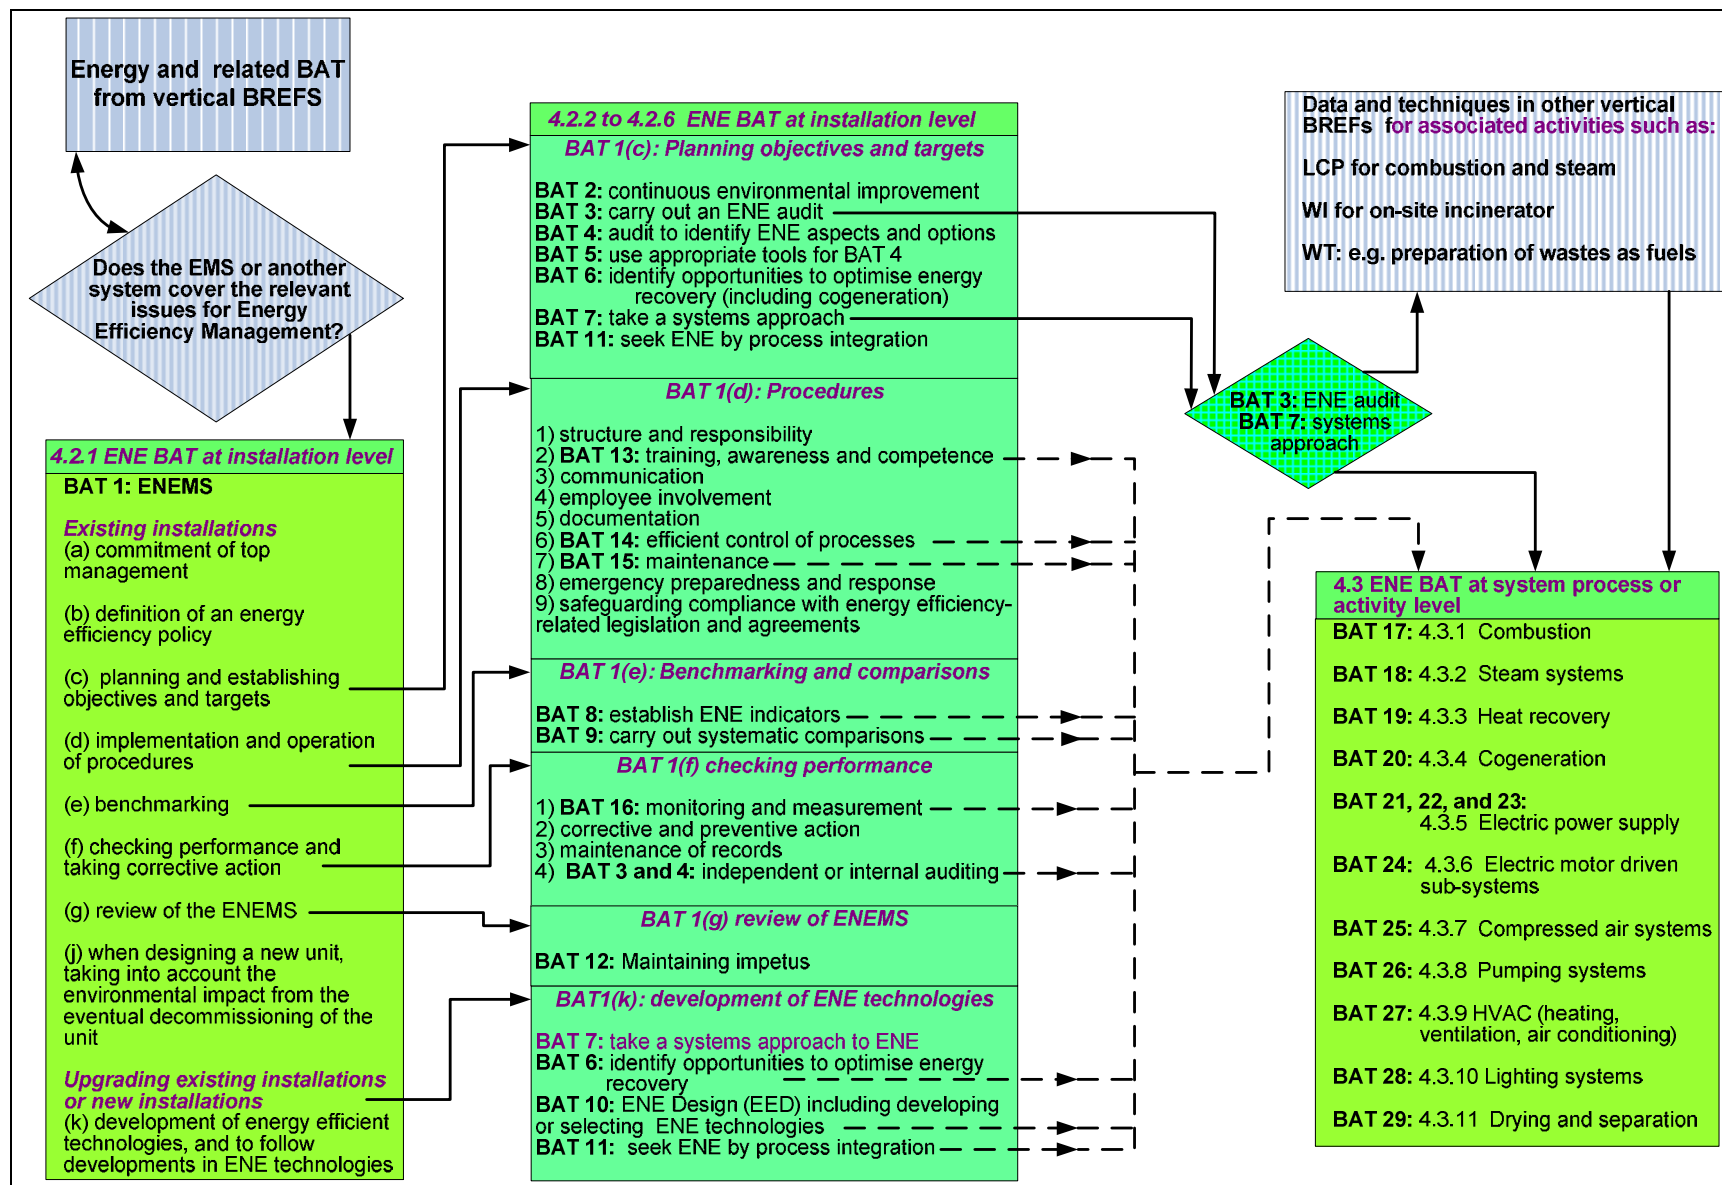 Energy and related BAT
from vertical BREFS
Does the EMS or another
system cover the relevant
issues for Energy
Efficiency Management?
4.2.1 ENE BAT at installation level
BAT 1: ENEMS
Existing installations
(a) commitment of top
management
(b) definition of an energy
efficiency policy
(c) planning and establishing
objectives and targets
(d) implementation and operation
of procedures
(e) benchmarking
(f) checking performance and
taking corrective action
(g) review of the ENEMS
(j) when designing a new unit,
taking into account the
environmental impact from the
eventual decommissioning of the
unit
Upgrading existing installations
or new installations
(k) development of energy efficient
technologies, and to follow
developments in ENE technologies
4.2.2 to 4.2.6 ENE BAT at installation level
BAT 1(c): Planning objectives and targets
BAT 2: continuous environmental improvement
BAT 3: carry out an ENE audit
BAT 4: audit to identify ENE aspects and options
BAT 5: use appropriate tools for BAT 4
BAT 6: identify opportunities to optimise energy
recovery (including cogeneration)
BAT 7: take a systems approach
BAT 11: seek ENE by process integration
BAT 1(d): Procedures
1) structure and responsibility
2) BAT 13: training, awareness and competence
3) communication
4) employee involvement
5) documentation
6) BAT 14: efficient control of processes
7) BAT 15: maintenance
8) emergency preparedness and response
9) safeguarding compliance with energy efficiency-
related legislation and agreements
BAT 1(e): Benchmarking and comparisons
BAT 8: establish ENE indicators
BAT 9: carry out systematic comparisons
BAT 1(f) checking performance
1) BAT 16: monitoring and measurement
2) corrective and preventive action
3) maintenance of records
4) BAT 3 and 4: independent or internal auditing
BAT 1(g) review of ENEMS
BAT 12: Maintaining impetus
BAT1(k): development of ENE technologies
BAT 7: take a systems approach to ENE
BAT 6: identify opportunities to optimise energy
recovery
BAT 10: ENE Design (EED) including developing
or selecting ENE technologies
BAT 11: seek ENE by process integration
Data and techniques in other vertical
BREFs for associated activities such as:
LCP for combustion and steam
WI for on-site incinerator
WT: e.g. preparation of wastes as fuels
BAT 3: ENE audit
BAT 7: systems
approach
4.3 ENE BAT at system process or
activity level
BAT 17: 4.3.1 Combustion
BAT 18: 4.3.2 Steam systems
BAT 19: 4.3.3 Heat recovery
BAT 20: 4.3.4 Cogeneration
BAT 21, 22, and 23:
4.3.5 Electric power supply
BAT 24: 4.3.6 Electric motor driven
sub-systems
BAT 25: 4.3.7 Compressed air systems
BAT 26: 4.3.8 Pumping systems
BAT 27: 4.3.9 HVAC (heating,
ventilation, air conditioning)
BAT 28: 4.3.10 Lighting systems
BAT 29: 4.3.11 Drying and separation